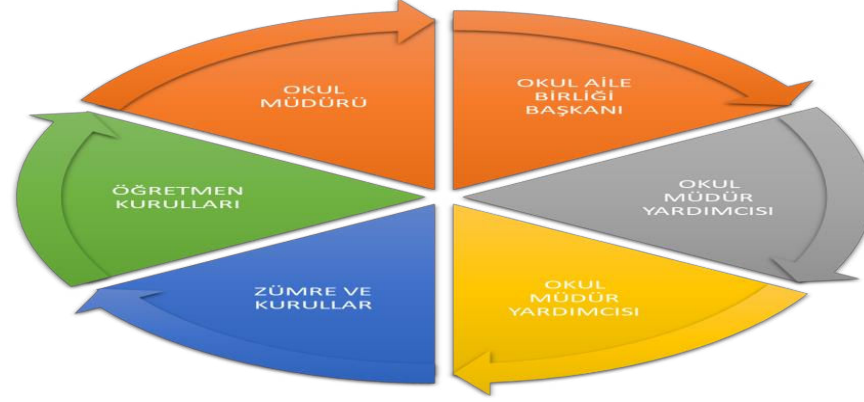 OKUL
MÜDÜRÜ
OKUL AİLE
BİRLİĞİ
BAŞKANI
OKUL
MÜDÜR
YARDIMCISI
OKUL
MÜDÜR
YARDIMCISI
ZÜMRE VE
KURULLAR
ÖĞRETMEN
KURULLARI